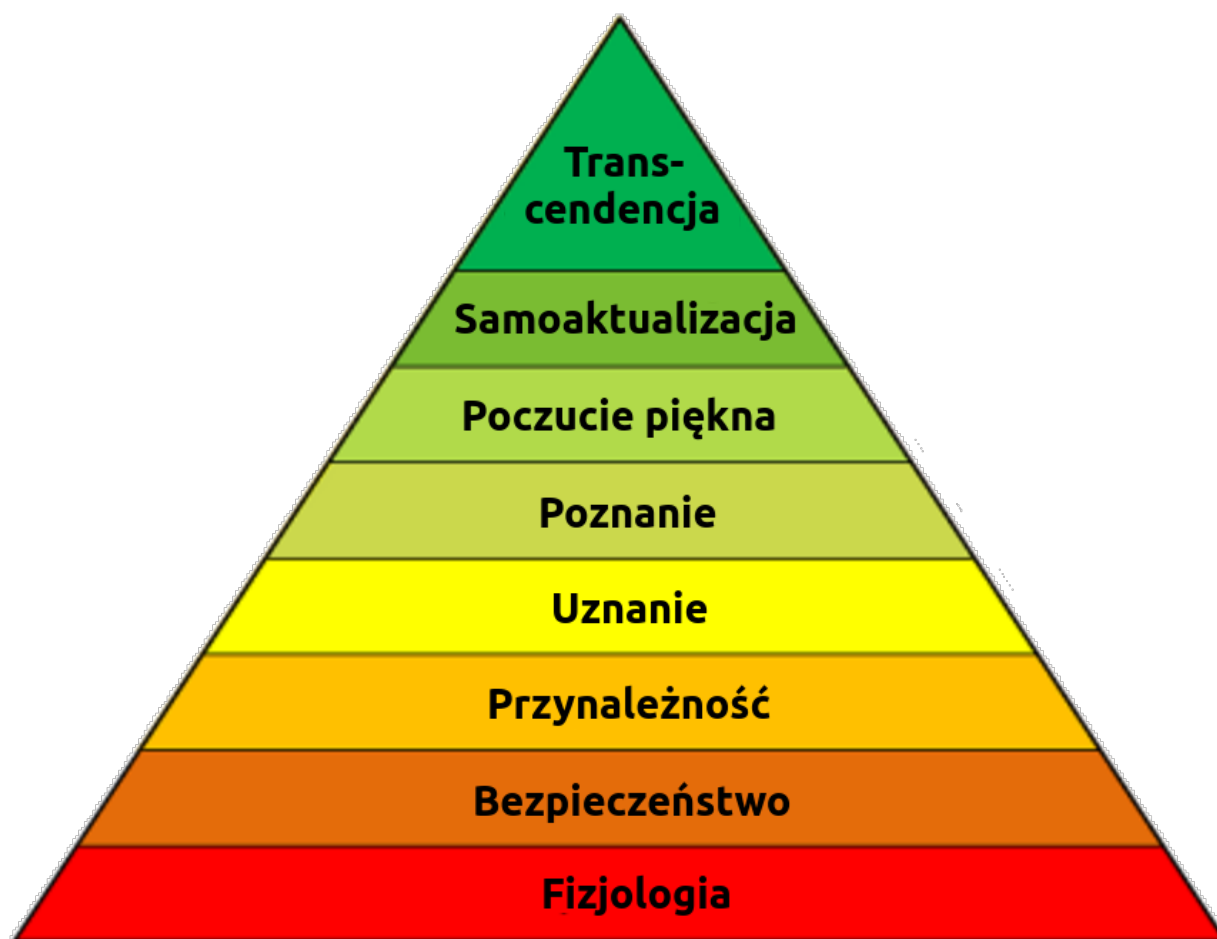 Trans-
cendencja
Samoaktualizacja
Poczucie piękna
Poznanie
Uznanie
Przynależność
Bezpieczeństwo
Fizjologia